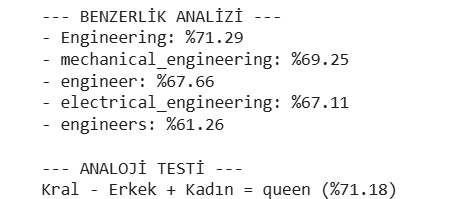 --- BENZERLİK ANALİZİ ---
- Engineering: %71.29
- mechanical_engineering: %69.25
- engineer: %67.66
- electrical_engineering: %67.11
- engineers: %61.26
--- ANALOJİ TESTİ ---
Kral - Erkek + Kadın = queen (%71.18)